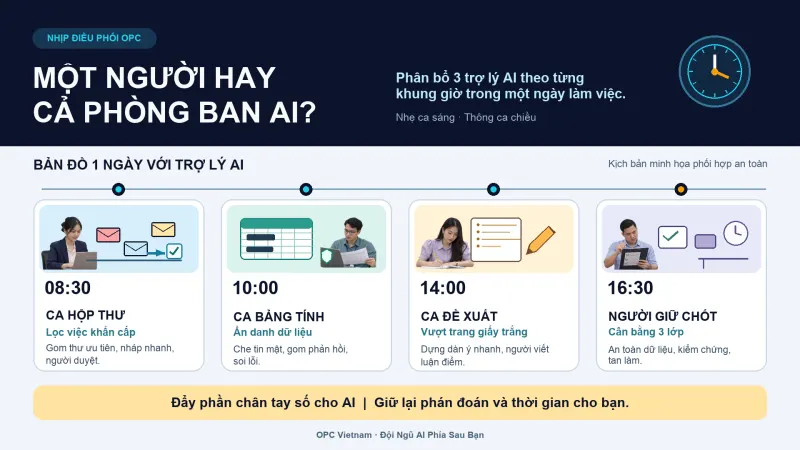 NHỊP ĐIỀU PHỐI OPC
MỘT NGƯỜI HAY
CẢ PHÒNG BAN AI?
Phân bổ 3 trợ lý AI theo từng
khung giờ trong một ngày làm việc.
Nhẹ ca sáng · Thông ca chiều
BẢN ĐỒ 1 NGÀY VỚI TRỢ LÝ AI
Kịch bản minh họa phối hợp an toàn
08:30
CA HỘP THƯ
Lọc việc khẩn cấp
Gom thư ưu tiên, nháp nhanh,
người duyệt.
10:00
CA BẢNG TÍNH
Ẩn danh dữ liệu
Che tin mật, gom phản hồi,
soi lỗi.
14:00
CA ĐỀ XUẤT
Vượt trang giấy trắng
Dựng dàn ý nhanh, người viết
luận điểm.
16:30
NGƯỜI GIỮ CHỐT
Cân bằng 3 lớp
An toàn dữ liệu, kiểm chứng,
tan làm.
Đẩy phần chân tay số cho AI | Giữ lại phán đoán và thời gian cho bạn.
OPC Vietnam · Đội Ngũ AI Phía Sau Bạn